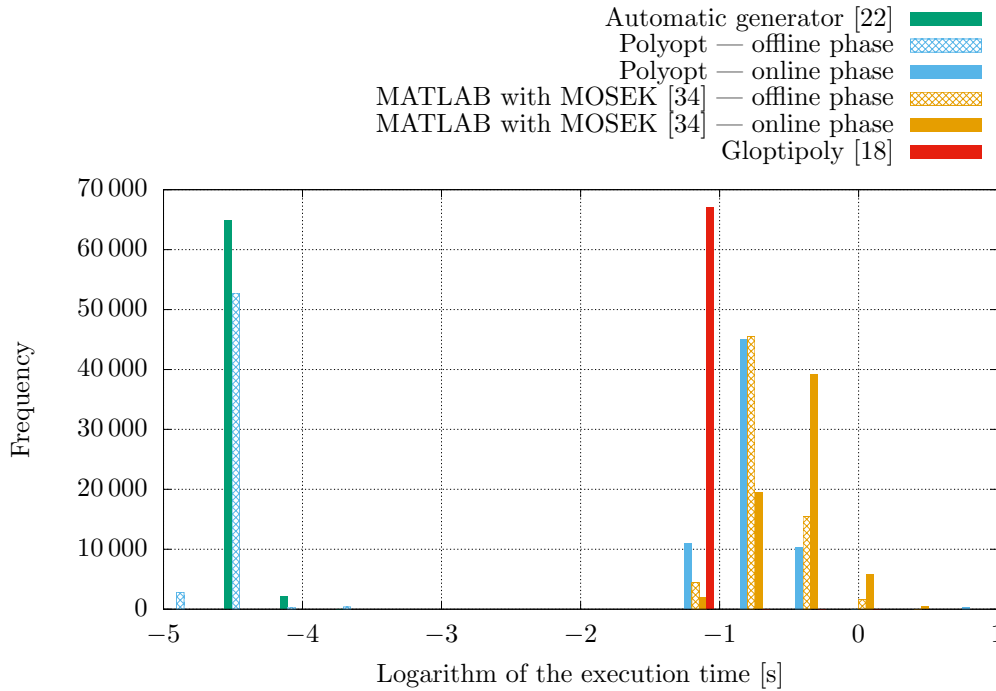 Automatic generator [22]
Polyopt — offline phase
Polyopt — online phase
MATLAB with MOSEK [34] — offline phase
MATLAB with MOSEK [34] — online phase
Gloptipoly [18]
70 000
60 000
50 000
40 000
30 000
20 000
10 000
0
Frequency
−5 −4 −3 −2 −1 0 1
Logarithm of the execution time [s]